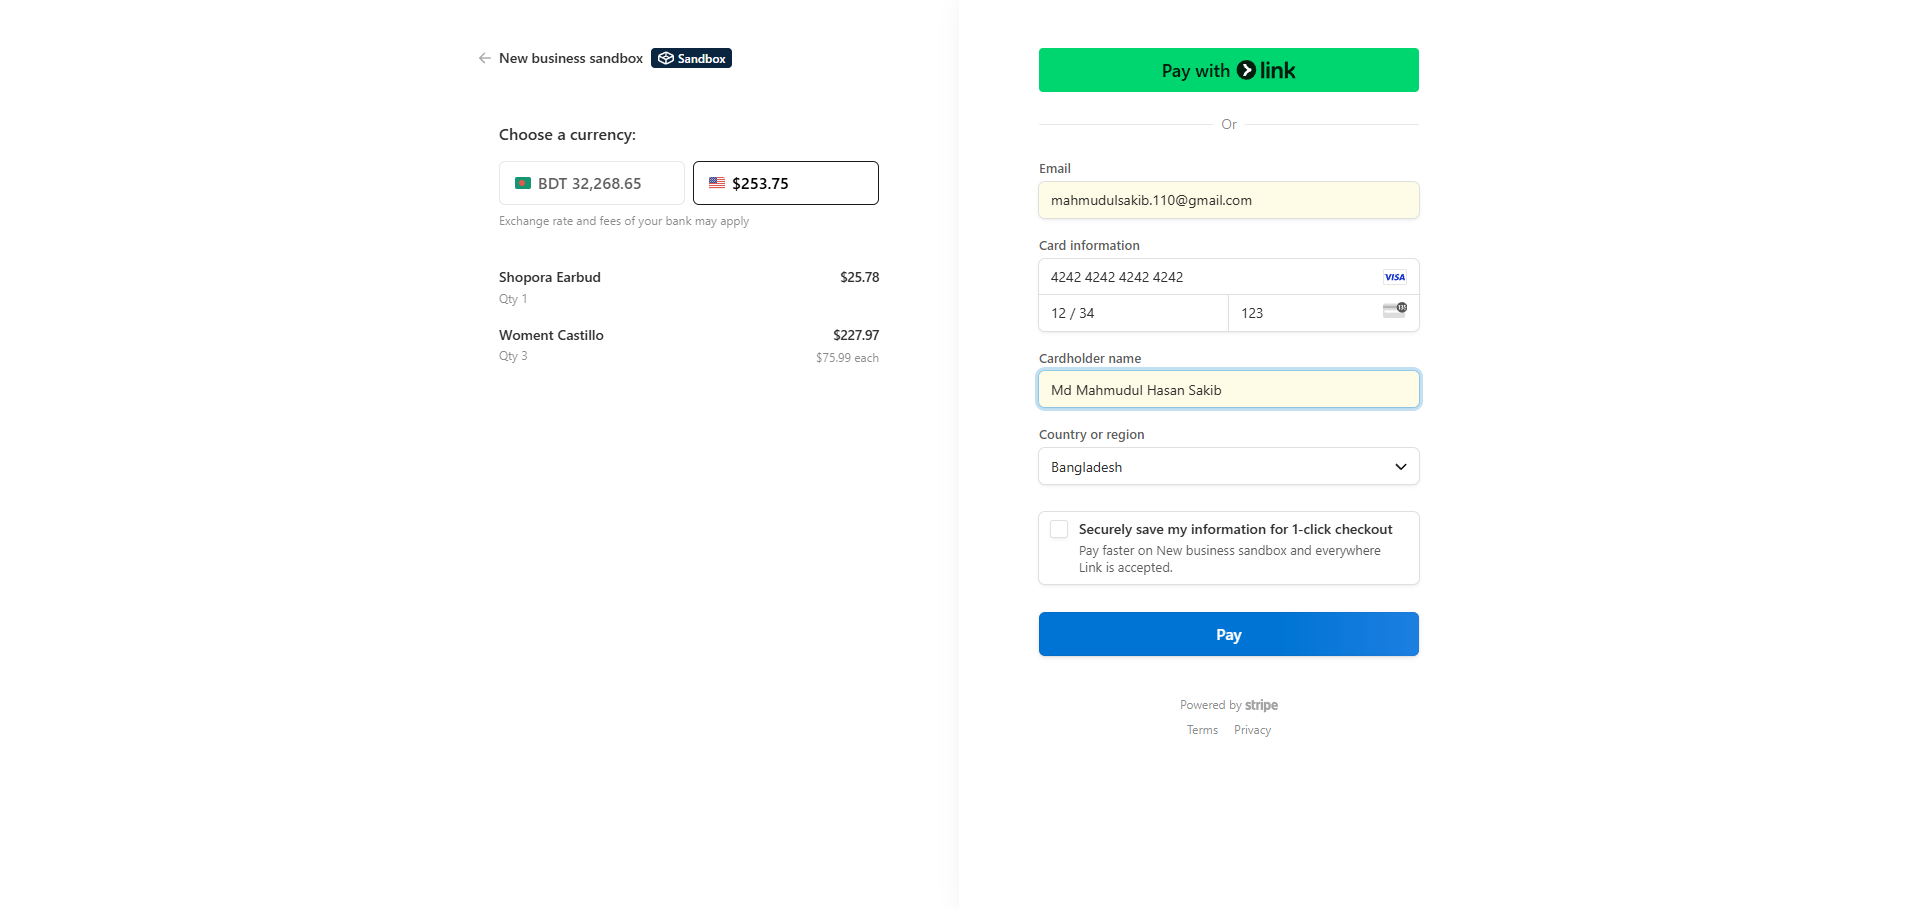 New business sandbox Sandbox
Choose a currency:
BDT 32,268.65 $253.75
Exchange rate and fees of your bank may apply
Shopora Earbud $25.78
Qty 1
Woment Castillo $227.97
Qty 3 $75.99 each
Pay with link
Or
Email
mahmudulsakib.110@gmail.com
Card information
4242 4242 4242 4242 VISA
12 / 34 123
Cardholder name
Md Mahmudul Hasan Sakib
Country or region
Bangladesh
Securely save my information for 1-click checkout
Pay faster on New business sandbox and everywhere
Link is accepted.
Pay
Powered by stripe
Terms Privacy